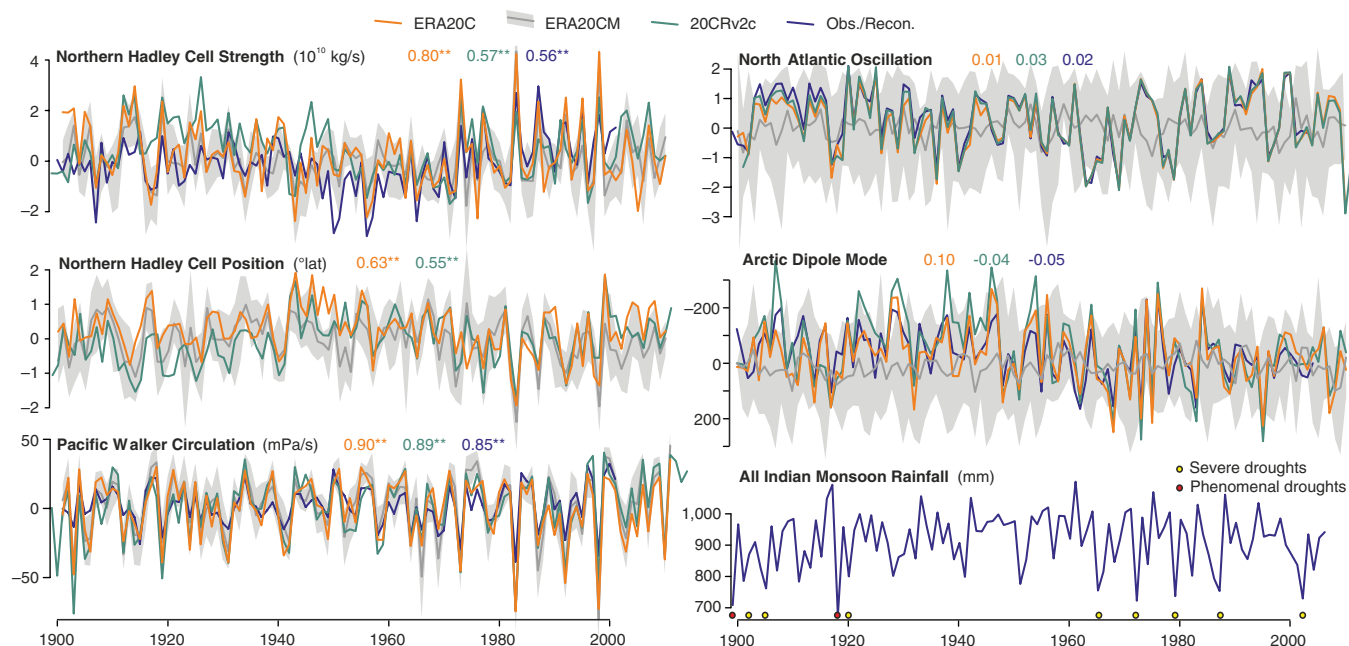 ERA20C ERA20CM 20CRv2c Obs./Recon.
Northern Hadley Cell Strength (10¹⁰ kg/s) 0.80** 0.57** 0.56**
4
2
0
–2
Northern Hadley Cell Position (°lat) 0.63** 0.55**
2
1
0
–1
–2
Pacific Walker Circulation (mPa/s) 0.90** 0.89** 0.85**
50
0
–50
1900 1920 1940 1960 1980 2000
North Atlantic Oscillation 0.01 0.03 0.02
2
1
0
–1
–2
–3
Arctic Dipole Mode 0.10 -0.04 -0.05
-200
0
200
All Indian Monsoon Rainfall (mm)
Severe droughts
Phenomenal droughts
1,000
900
800
700
1900 1920 1940 1960 1980 2000